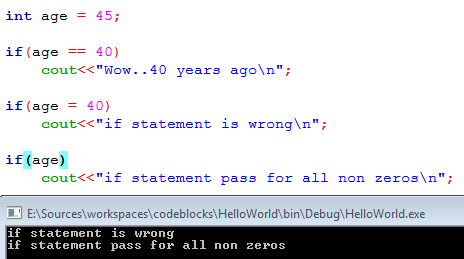 int age = 45;
if(age == 40)
cout<<"Wow..40 years ago\n";
if(age = 40)
cout<<"if statement is wrong\n";
if(age)
cout<<"if statement pass for all non zeros\n";
E:\Sources\workspaces\codeblocks\HelloWorld\bin\Debug\HelloWorld.exe
if statement is wrong
if statement pass for all non zeros